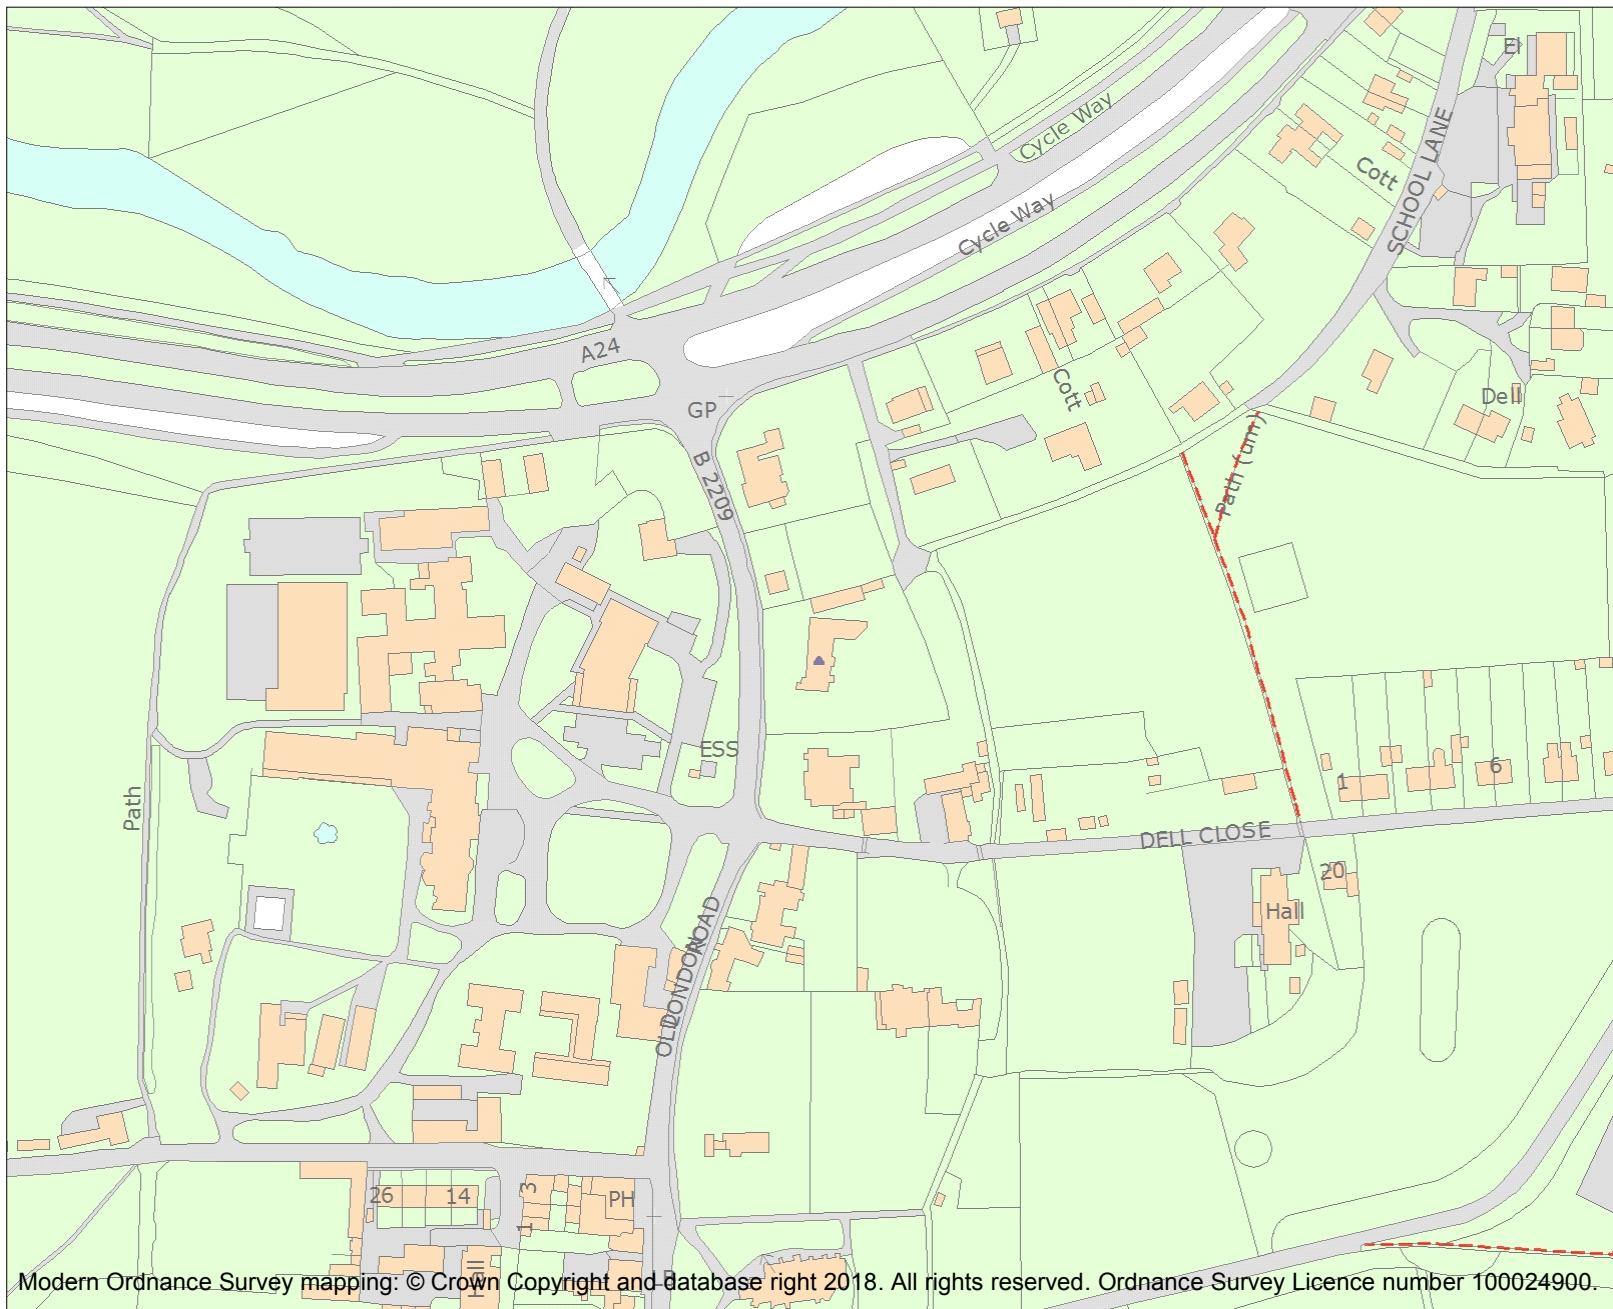 El
Cycle Way
Cott
SCHOOL LANE
Cycle Way
A24
Cott
Dell
GP
B 2209
Path (um)
ESS
1
6
Path
DELL CLOSE
20
Hall
OLD LONDON ROAD
26
14
3
PH
1
Hall
LB
Modern Ordnance Survey mapping: © Crown Copyright and database right 2018. All rights reserved. Ordnance Survey Licence number 100024900.